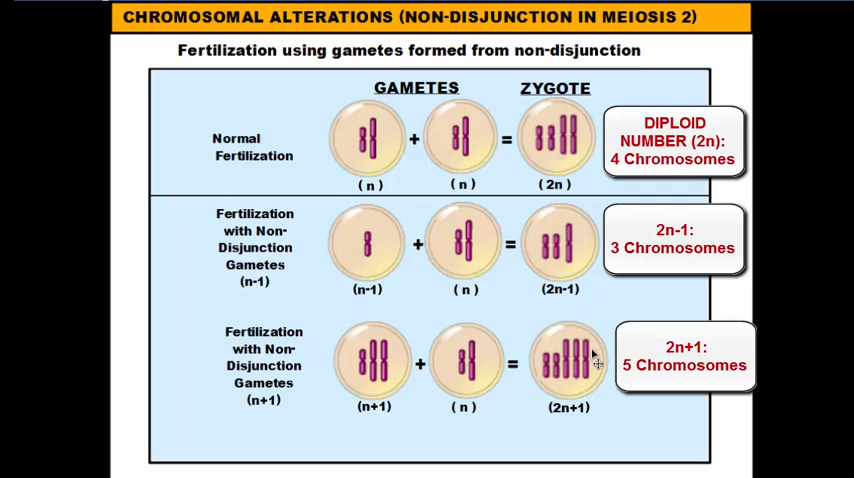 CHROMOSOMAL ALTERATIONS (NON-DISJUNCTION IN MEIOSIS 2)
Fertilization using gametes formed from non-disjunction
GAMETES ZYGOTE
Normal
Fertilization
+ =
(n) (n) (2n)
DIPLOID
NUMBER (2n):
4 Chromosomes
Fertilization
with Non-
Disjunction
Gametes
(n-1)
+ =
(n-1) (n) (2n-1)
2n-1:
3 Chromosomes
Fertilization
with Non-
Disjunction
Gametes
(n+1)
+ =
(n+1) (n) (2n+1)
2n+1:
5 Chromosomes